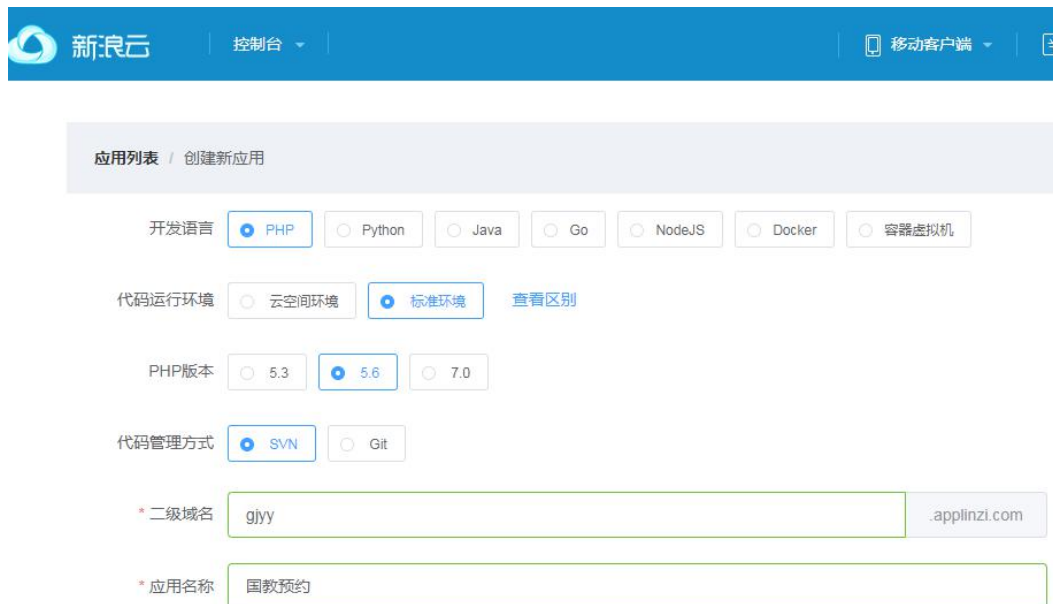 新浪云 控制台 移动客户端
应用列表 / 创建新应用
开发语言 PHP Python Java Go NodeJS Docker 容器虚拟机
代码运行环境 云空间环境 标准环境 查看区别
PHP版本 5.3 5.6 7.0
代码管理方式 SVN Git
* 二级域名 gjyy .applinzi.com
* 应用名称 国教预约